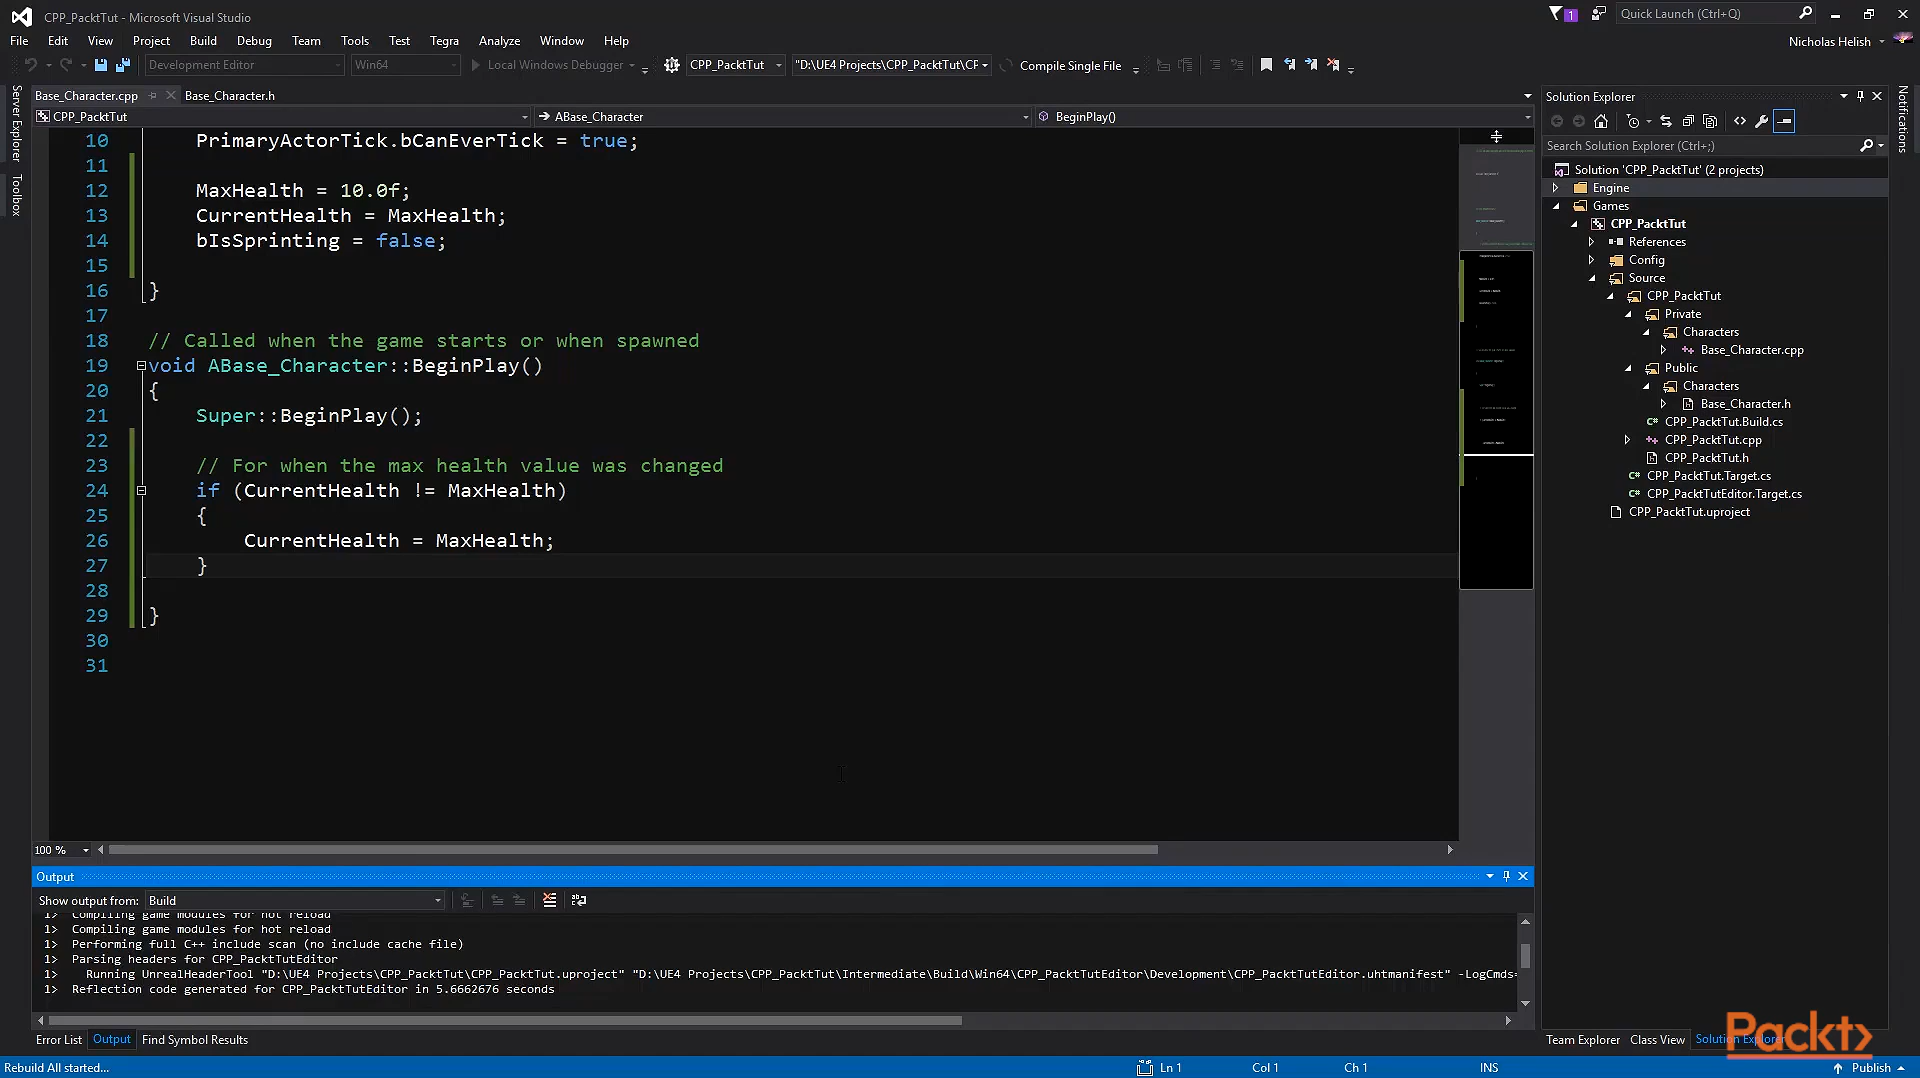 CPP_PacktTut - Microsoft Visual Studio
1
Quick Launch (Ctrl+Q)
File Edit View Project Build Debug Team Tools Test Tegra Analyze Window Help
Nicholas Helish
Development Editor Win64 Local Windows Debugger CPP_PacktTut "D:\UE4 Projects\CPP_PacktTut\CF Compile Single File
Server Explorer
Toolbox
Base_Character.cpp Base_Character.h
CPP_PacktTut ABase_Character BeginPlay()
10 PrimaryActorTick.bCanEverTick = true;
11
12 MaxHealth = 10.0f;
13 CurrentHealth = MaxHealth;
14 bIsSprinting = false;
15
16 }
17
18 // Called when the game starts or when spawned
19 void ABase_Character::BeginPlay()
20 {
21 Super::BeginPlay();
22
23 // For when the max health value was changed
24 if (CurrentHealth != MaxHealth)
25 {
26 CurrentHealth = MaxHealth;
27 }
28
29 }
30
31
100 %
Output
Show output from: Build
1> Compiling game modules for hot reload
1> Compiling game modules for hot reload
1> Performing full C++ include scan (no include cache file)
1> Parsing headers for CPP_PacktTutEditor
1> Running UnrealHeaderTool "D:\UE4 Projects\CPP_PacktTut\CPP_PacktTut.uproject" "D:\UE4 Projects\CPP_PacktTut\Intermediate\Build\Win64\CPP_PacktTutEditor\Development\CPP_PacktTutEditor.uhtmanifest" -LogCmds=
1> Reflection code generated for CPP_PacktTutEditor in 5.6662676 seconds
Error List Output Find Symbol Results
Solution Explorer
Search Solution Explorer (Ctrl+;)
Solution 'CPP_PacktTut' (2 projects)
Engine
Games
CPP_PacktTut
References
Config
Source
CPP_PacktTut
Private
Characters
Base_Character.cpp
Public
Characters
Base_Character.h
CPP_PacktTut.Build.cs
CPP_PacktTut.cpp
CPP_PacktTut.h
CPP_PacktTut.Target.cs
CPP_PacktTutEditor.Target.cs
CPP_PacktTut.uproject
Team Explorer Class View Solution Explorer
Notifications
Packt>
Rebuild All started... Ln 1 Col 1 Ch 1 INS Publish